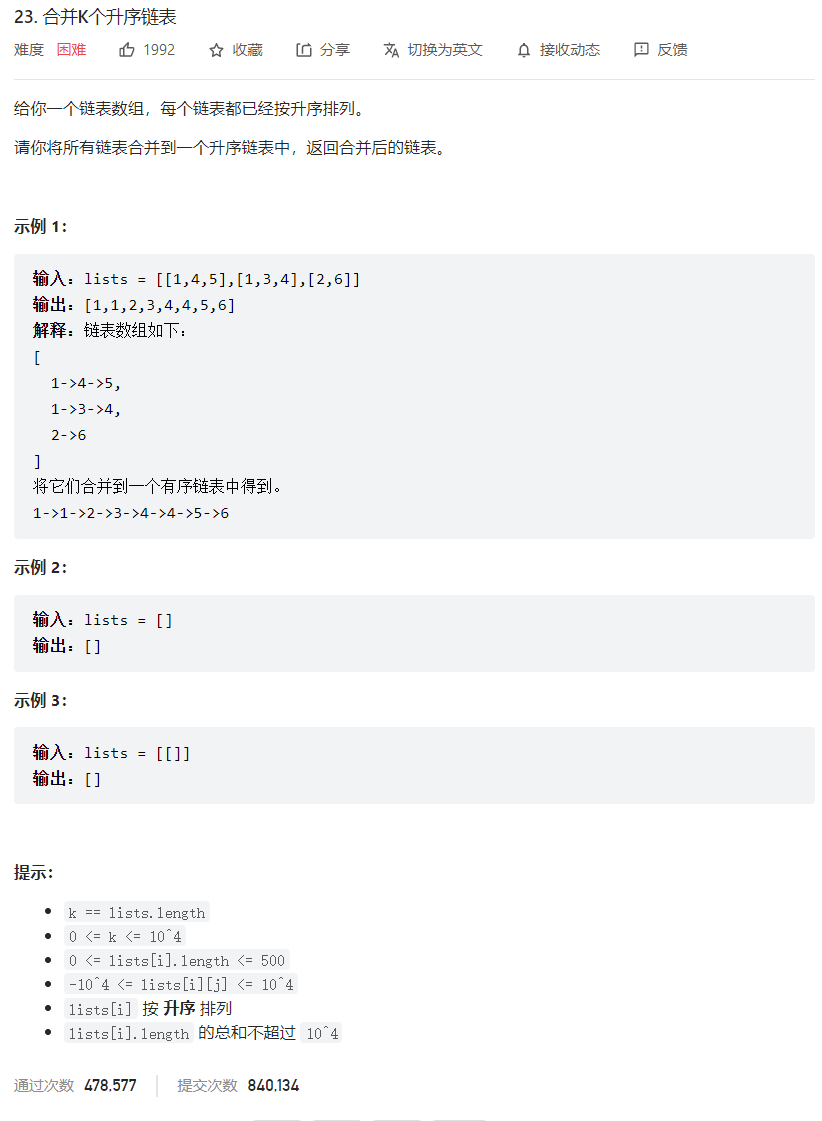 23. 合并K个升序链表
难度 困难 1992 收藏 分享 切换为英文 接收动态 反馈
给你一个链表数组，每个链表都已经按升序排列。
请你将所有链表合并到一个升序链表中，返回合并后的链表。
示例 1：
输入：lists = [[1,4,5],[1,3,4],[2,6]]
输出：[1,1,2,3,4,4,5,6]
解释：链表数组如下：
[
  1->4->5,
  1->3->4,
  2->6
]
将它们合并到一个有序链表中得到。
1->1->2->3->4->4->5->6
示例 2：
输入：lists = []
输出：[]
示例 3：
输入：lists = [[]]
输出：[]
提示：
k == lists.length
0 <= k <= 10^4
0 <= lists[i].length <= 500
-10^4 <= lists[i][j] <= 10^4
lists[i] 按 升序 排列
lists[i].length 的总和不超过 10^4
通过次数 478,577 提交次数 840,134